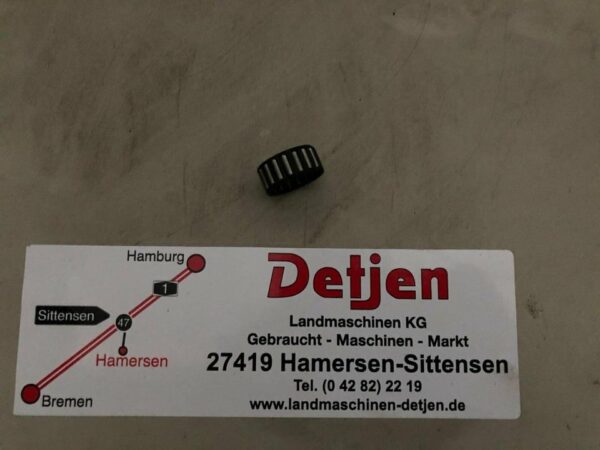 Hamburg
1
Sittensen
47
Hamersen
Bremen
Detjen
Landmaschinen KG
Gebraucht - Maschinen - Markt
27419 Hamersen-Sittensen
Tel. (0 42 82) 22 19
www.landmaschinen-detjen.de